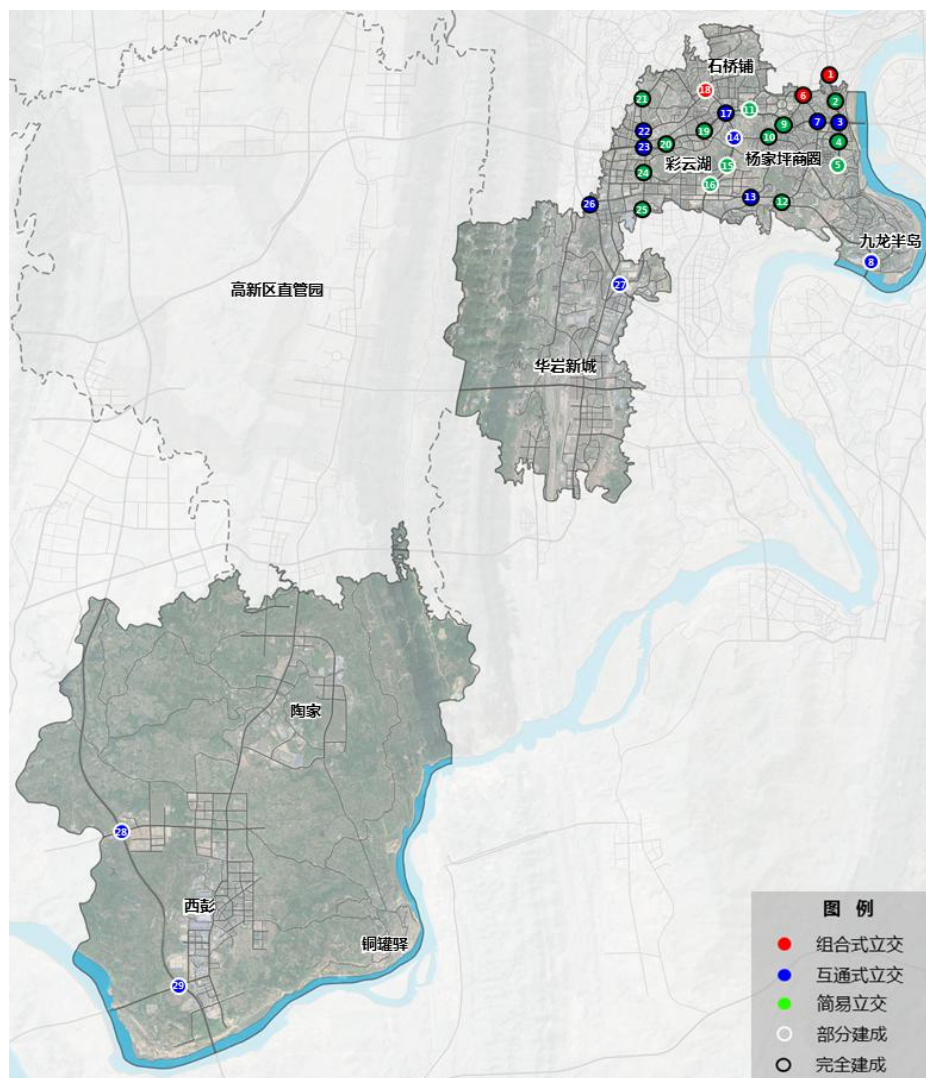 石桥铺
1
18
6
21
2
11
17
7
3
9
22
19
10
14
4
20
23
彩云湖
杨家坪商圈
15
5
24
16
13
12
26
25
九龙半岛
8
27
高新区直管园
华岩新城
陶家
28
西彭
铜罐驿
29
图 例
组合式立交
互通式立交
简易立交
部分建成
完全建成